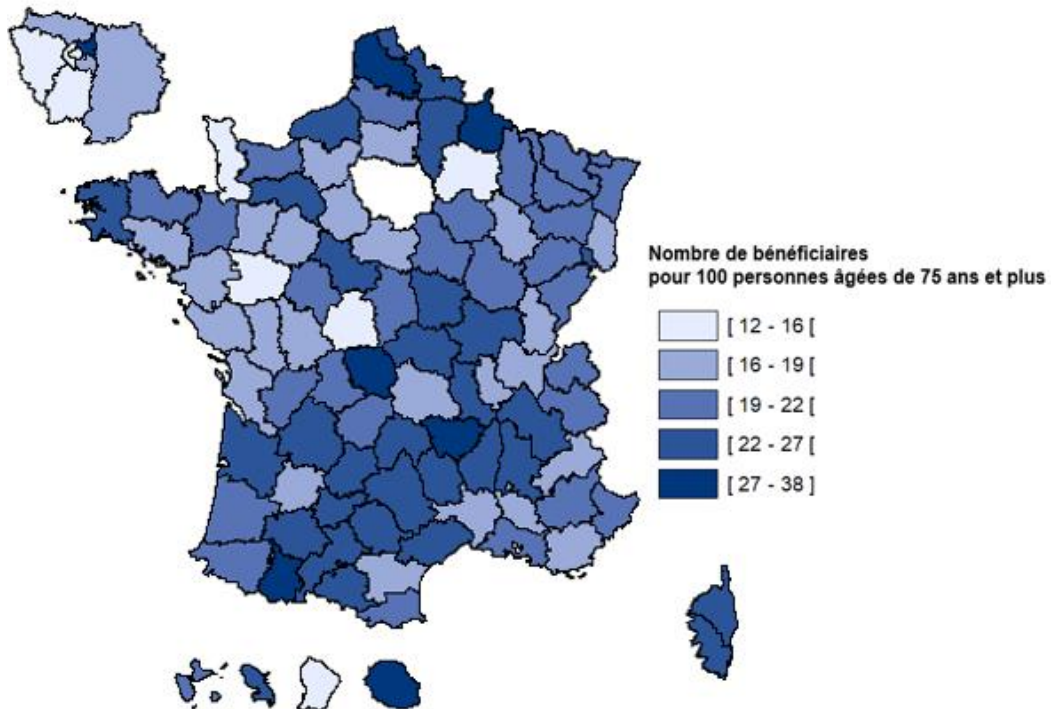 Nombre de bénéficiaires
pour 100 personnes âgées de 75 ans et plus
[ 12 - 16 [
[ 16 - 19 [
[ 19 - 22 [
[ 22 - 27 [
[ 27 - 38 ]